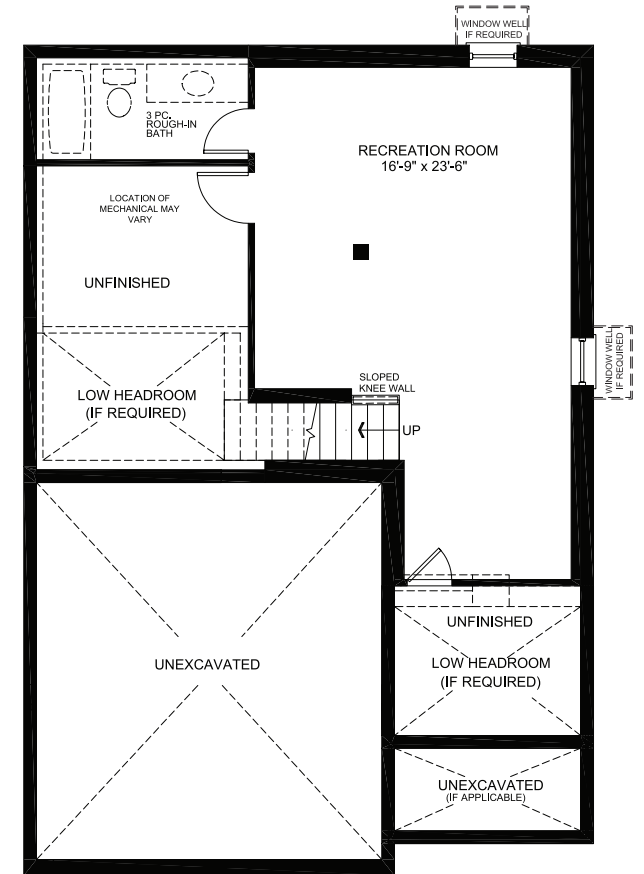 WINDOW WELL
IF REQUIRED
3 PC.
ROUGH-IN
BATH
RECREATION ROOM
16'-9" x 23'-6"
LOCATION OF
MECHANICAL MAY
VARY
UNFINISHED
WINDOW WELL
IF REQUIRED
SLOPED
KNEE WALL
LOW HEADROOM
(IF REQUIRED)
UP
UNFINISHED
LOW HEADROOM
(IF REQUIRED)
UNEXCAVATED
UNEXCAVATED
(IF APPLICABLE)